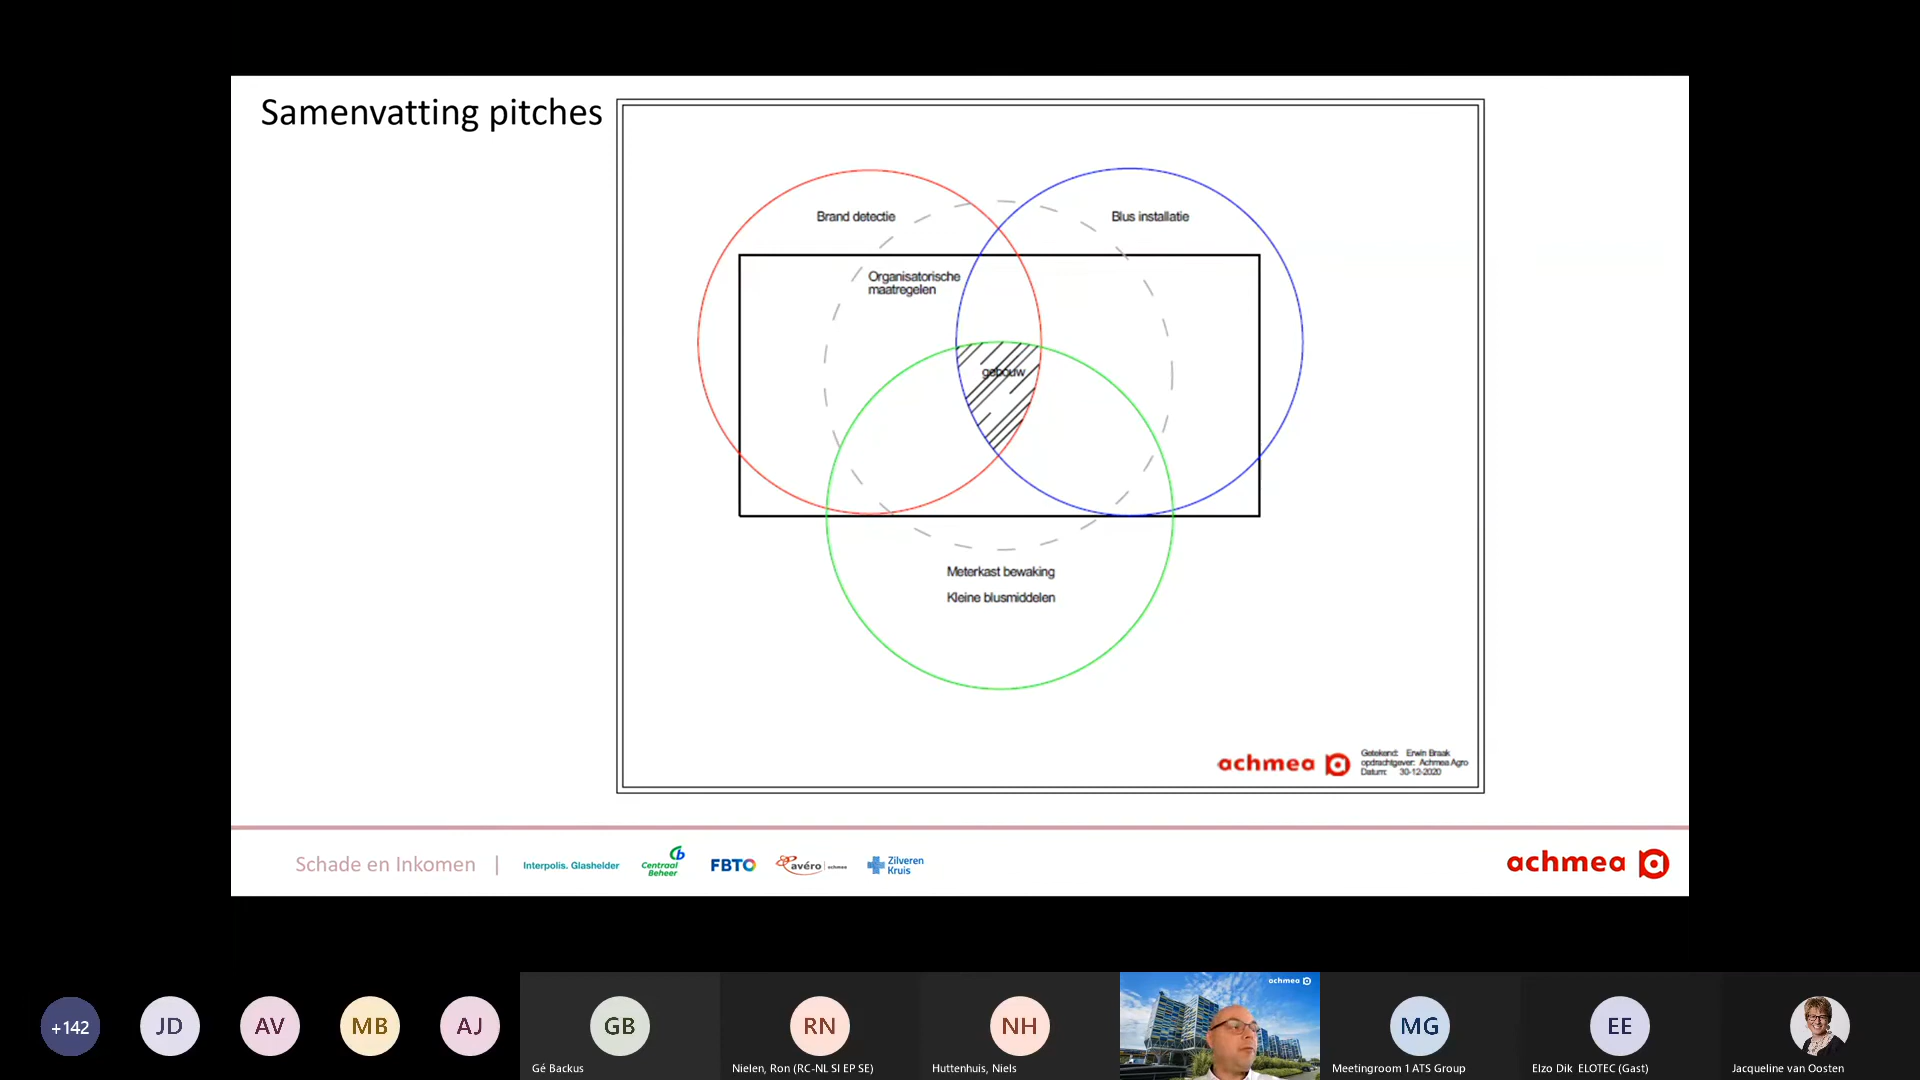 Samenvatting pitches
Brand detectie
Blus installatie
Organisatorische
maatregelen
gebouw
Meterkast bewaking
Kleine blusmiddelen
achmea
Getekend: Erwin Braak
opdrachtgever: Achmea Agro
Datum: 30-12-2020
Schade en Inkomen |
Interpolis. Glashelder
Centraal
Beheer
FBTO
avéro achmea
Zilveren
Kruis
achmea
achmea
+142
JD
AV
MB
AJ
GB
RN
NH
MG
EE
Gé Backus
Nielen, Ron (RC-NL SI EP SE)
Huttenhuis, Niels
Meetingroom 1 ATS Group
Elzo Dik ELOTEC (Gast)
Jacqueline van Oosten